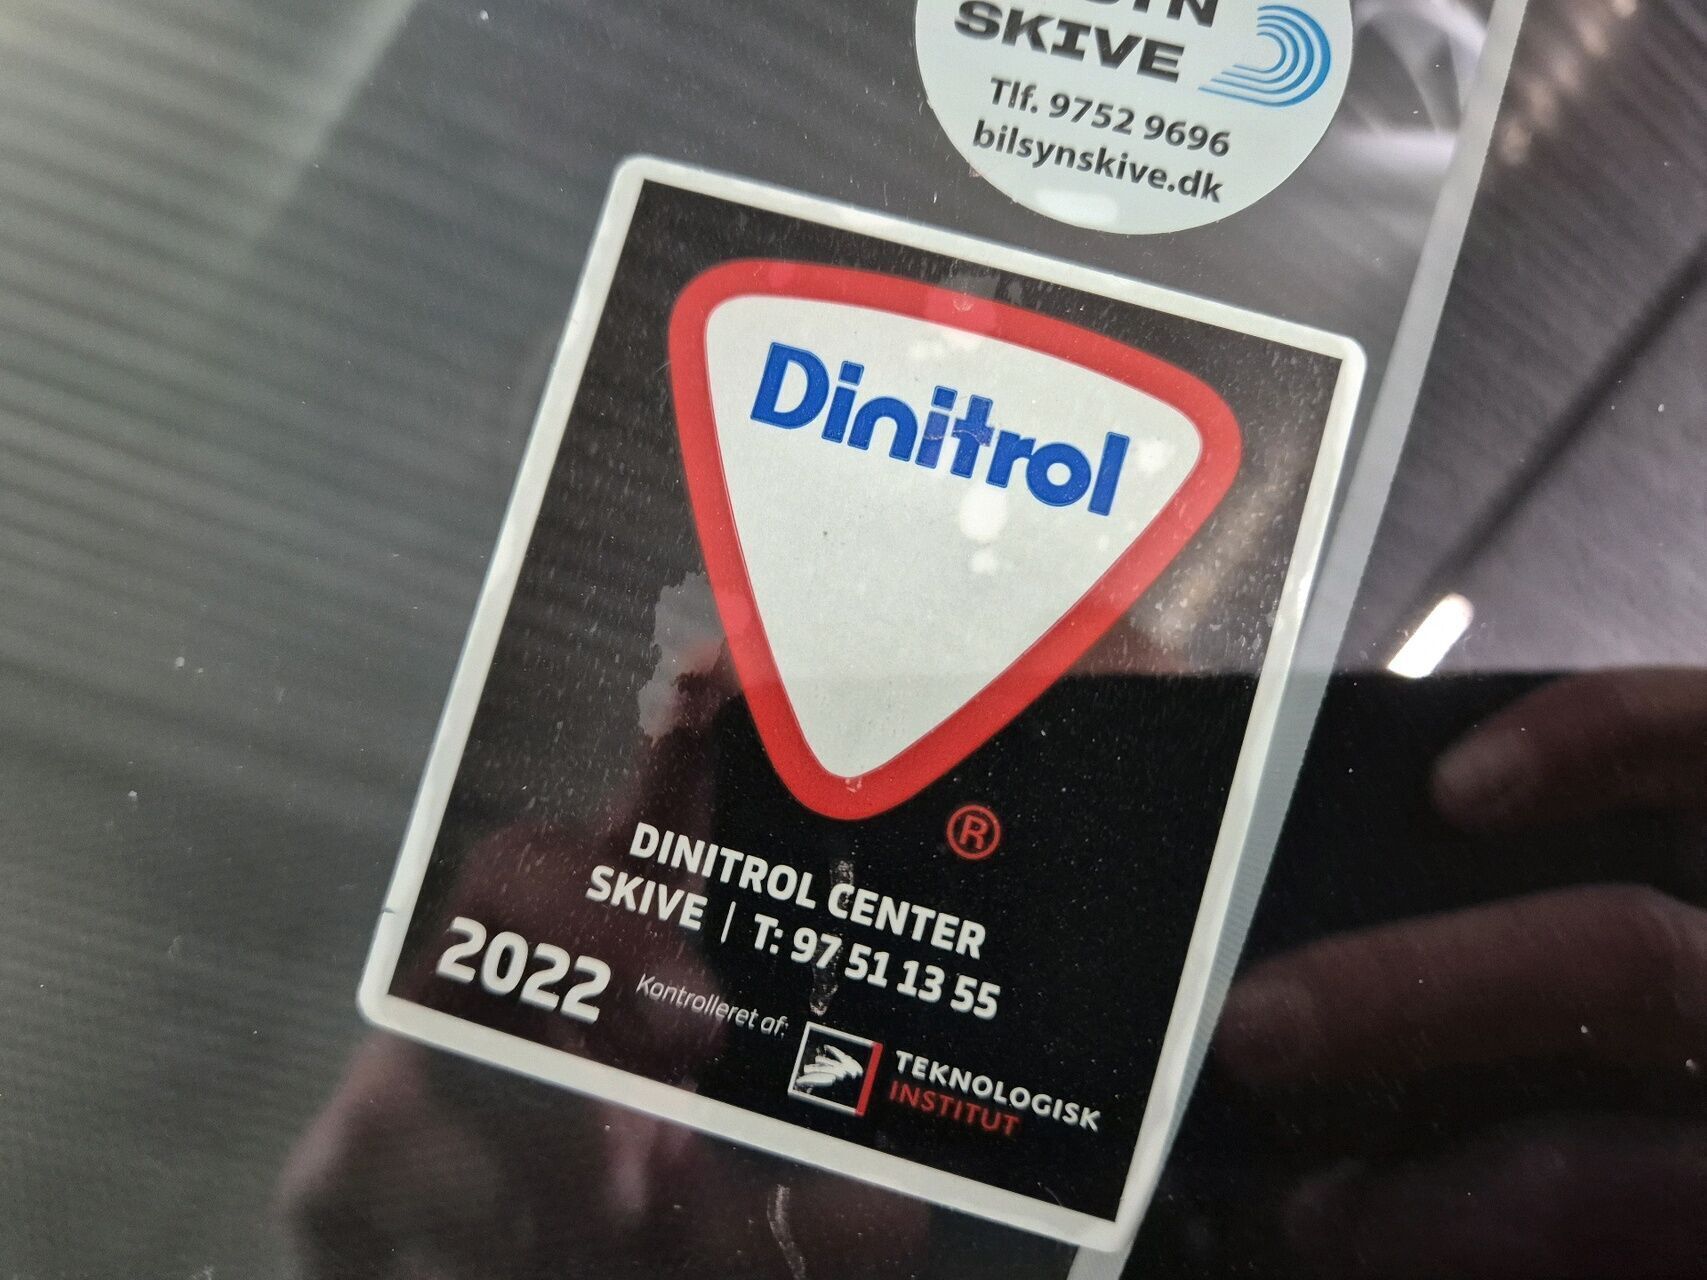 SKIVE
Tlf. 9752 9696
bilsynskive.dk
Dinitrol
®
DINITROL CENTER
SKIVE | T: 97 51 13 55
2022 Kontrolleret af:
TEKNOLOGISK
INSTITUT